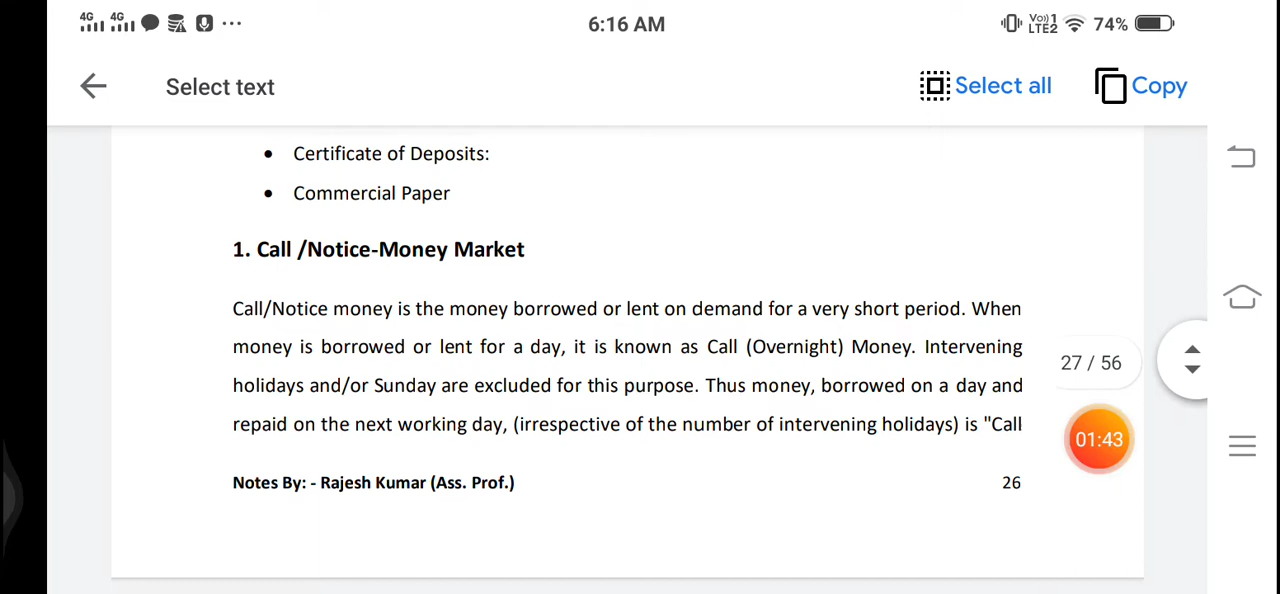 4G 4G ... 6:16 AM Vo)) 1 LTE2 74%
Select text Select all Copy
• Certificate of Deposits:
• Commercial Paper
1. Call /Notice-Money Market
Call/Notice money is the money borrowed or lent on demand for a very short period. When
money is borrowed or lent for a day, it is known as Call (Overnight) Money. Intervening
27 / 56
holidays and/or Sunday are excluded for this purpose. Thus money, borrowed on a day and
repaid on the next working day, (irrespective of the number of intervening holidays) is "Call
01:43
Notes By: - Rajesh Kumar (Ass. Prof.) 26